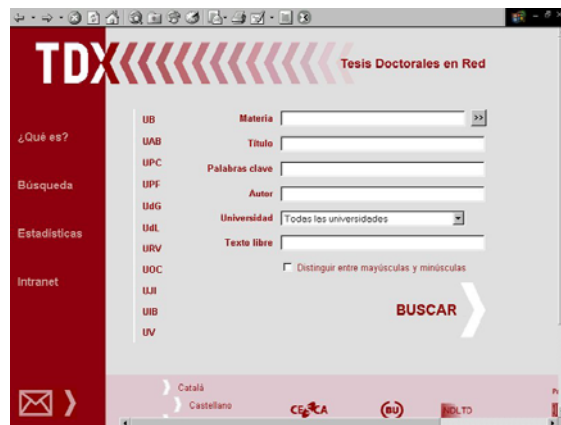 TDX
Tesis Doctorales en Red
¿Qué es?
Búsqueda
Estadísticas
Intranet
UB
UAB
UPC
UPF
UdG
UdL
URV
UOC
UJI
UIB
UV
Materia
>>
Título
Palabras clave
Autor
Universidad Todas las universidades
Texto libre
Distinguir entre mayúsculas y minúsculas
BUSCAR
Català
Castellano
CESCA
BU
NDLTD